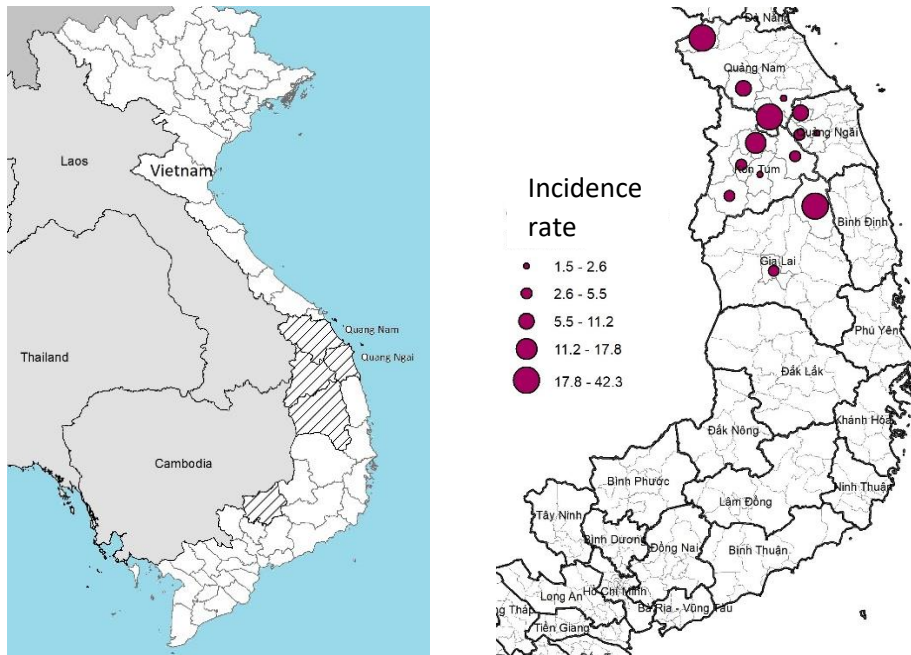 Laos
Vietnam
Quang Nam
Quang Ngai
Thailand
Cambodia
Đà Nẵng
Quảng Nam
Quảng Ngãi
Kon Tum
Bình Định
Gia Lai
Phú Yên
Đắk Lắk
Khánh Hòa
Đắk Nông
Bình Phước
Lâm Đồng
Ninh Thuận
Tây Ninh
Bình Dương
Đồng Nai
Bình Thuận
Hồ Chí Minh
Long An
Bà Rịa - Vũng Tàu
ng Tháp
Tiền Giang
Incidence
rate
1.5 - 2.6
2.6 - 5.5
5.5 - 11.2
11.2 - 17.8
17.8 - 42.3